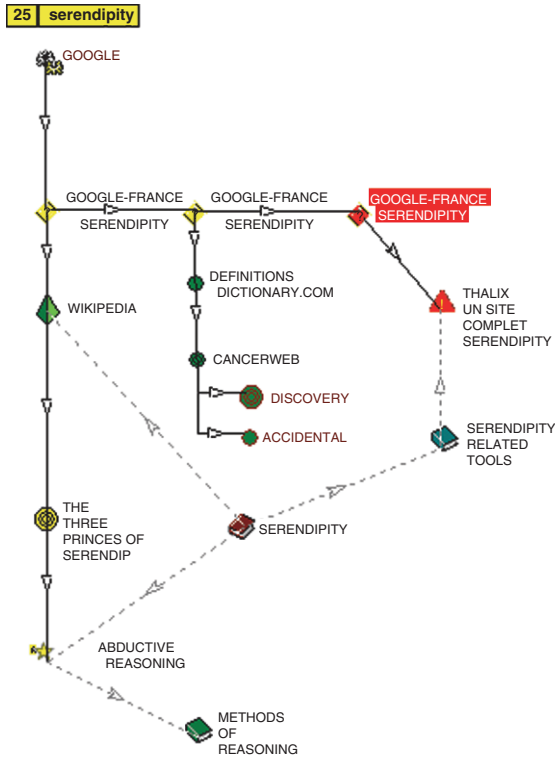 25 serendipity
GOOGLE
GOOGLE-FRANCE
SERENDIPITY
GOOGLE-FRANCE
SERENDIPITY
GOOGLE-FRANCE
SERENDIPITY
DEFINITIONS
DICTIONARY.COM
WIKIPEDIA
THALIX
UN SITE
COMPLET
SERENDIPITY
CANCERWEB
DISCOVERY
ACCIDENTAL
SERENDIPITY
RELATED
TOOLS
THE
THREE
PRINCES OF
SERENDIP
SERENDIPITY
ABDUCTIVE
REASONING
METHODS
OF
REASONING